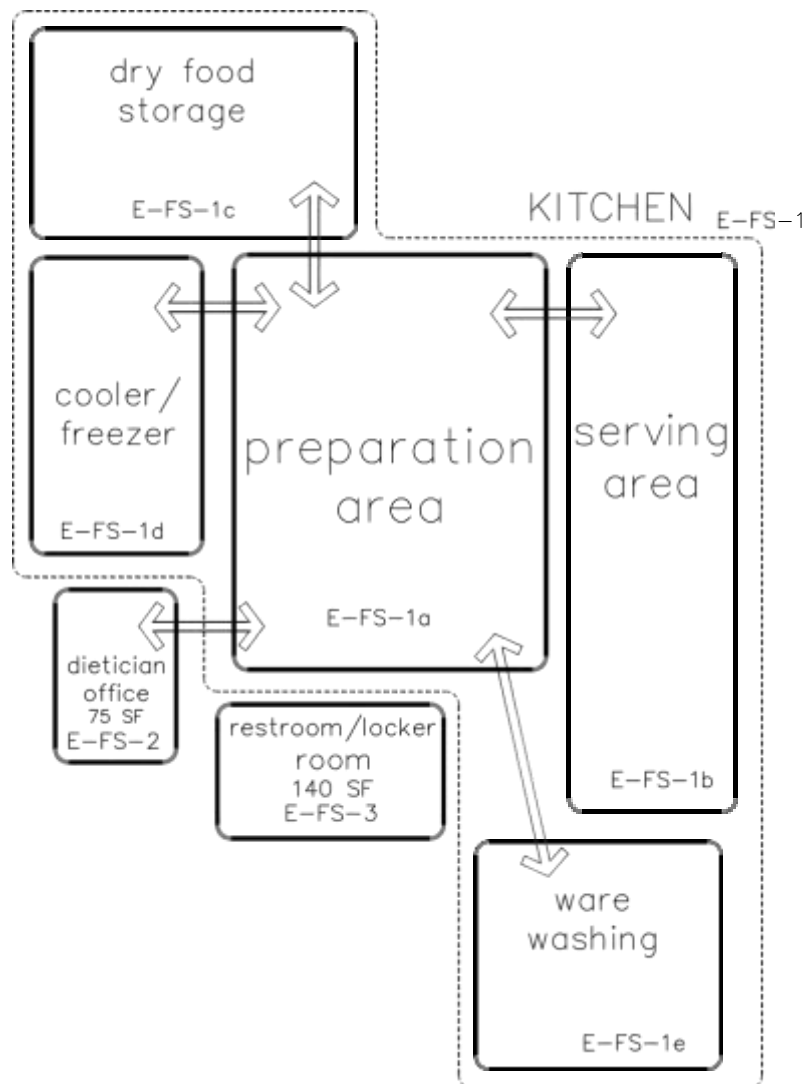 dry food
storage
E-FS-1c
KITCHEN E-FS-1
cooler/
freezer
E-FS-1d
preparation
area
E-FS-1a
serving
area
E-FS-1b
dietician
office
75 SF
E-FS-2
restroom/locker
room
140 SF
E-FS-3
ware
washing
E-FS-1e